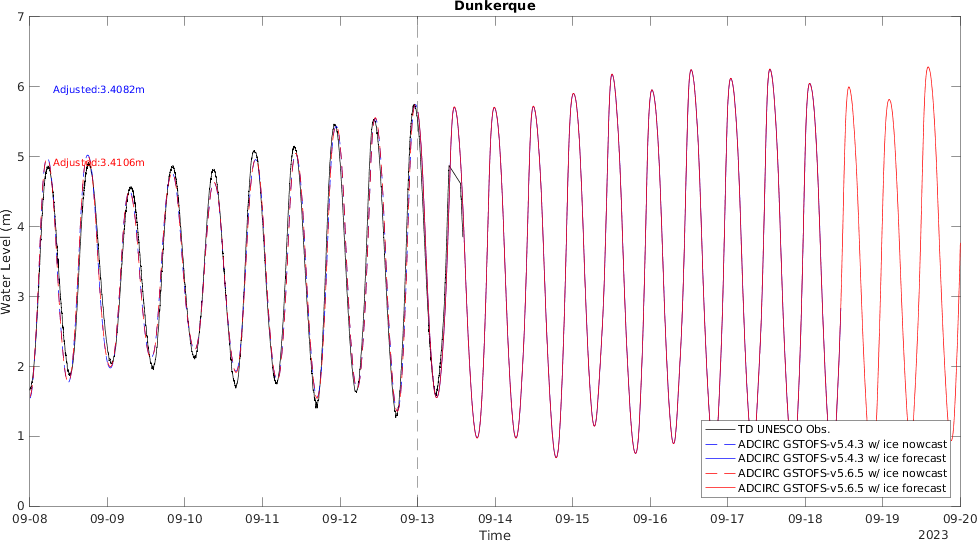 Dunkerque
7
6
5
4
3
2
1
0
Water Level (m)
Adjusted:3.4082m
Adjusted:3.4106m
TD UNESCO Obs.
ADCIRC GSTOFS-v5.4.3 w/ ice nowcast
ADCIRC GSTOFS-v5.4.3 w/ ice forecast
ADCIRC GSTOFS-v5.6.5 w/ ice nowcast
ADCIRC GSTOFS-v5.6.5 w/ ice forecast
09-08 09-09 09-10 09-11 09-12 09-13 09-14 09-15 09-16 09-17 09-18 09-19 09-20
Time
2023